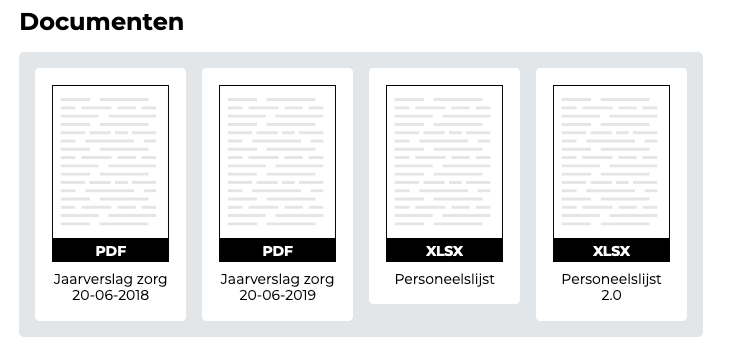 Documenten
PDF
Jaarverslag zorg
20-06-2018
PDF
Jaarverslag zorg
20-06-2019
XLSX
Personeelslijst
XLSX
Personeelslijst
2.0